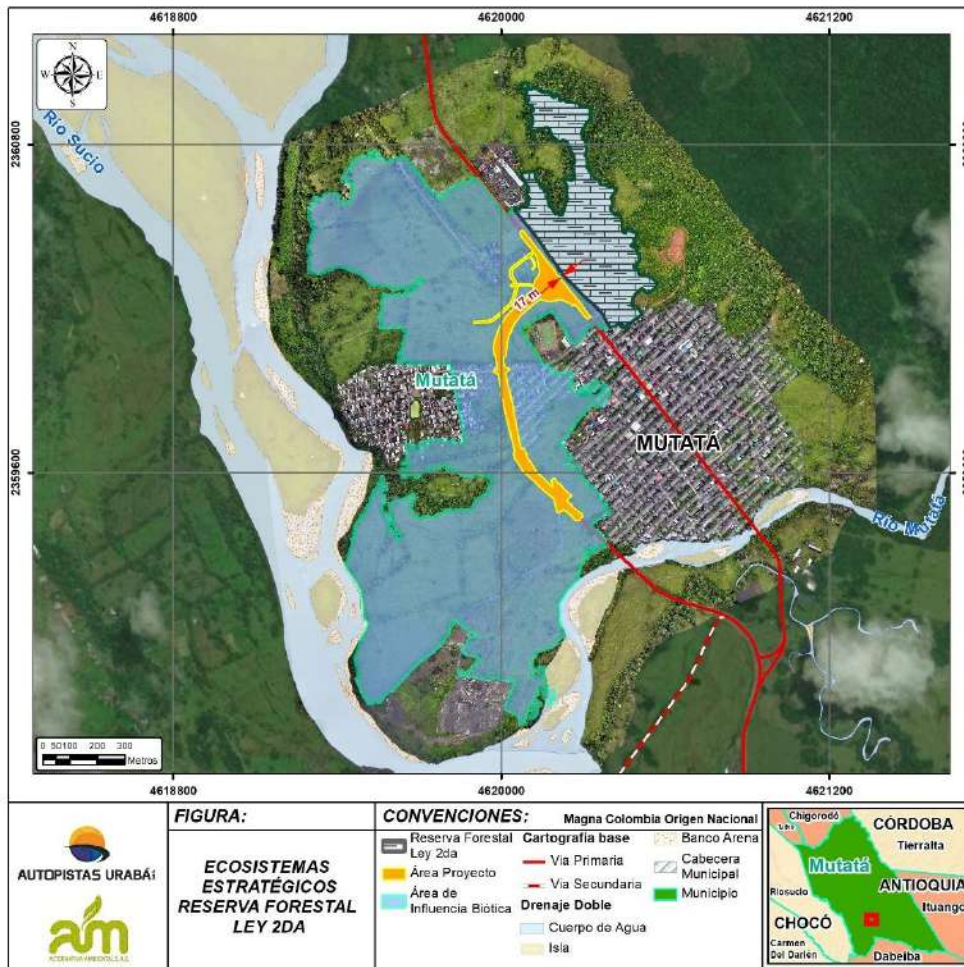 4618800
4620000
4621200
N
W
E
S
2360800
Río Sucio
17 m
Mutatá
MUTATÁ
2359600
Río Mutatá
0 50100 200 300
Metros
4618800
4620000
4621200
AUTOPISTAS URABÁ
am
FIGURA:
ECOSISTEMAS
ESTRATÉGICOS
RESERVA FORESTAL
LEY 2DA
CONVENCIONES:
Magna Colombia Origen Nacional
Reserva Forestal
Ley 2da
Área Proyecto
Área de
Influencia Biótica
Cartografía base
Via Primaria
Via Secundaria
Drenaje Doble
Cuerpo de Agua
Isla
Banco Arena
Cabecera
Municipal
Municipio
Chigorodó
CÓRDOBA
Tierralta
Mutatá
Riosucio
ANTIOQUIA
Ituango
CHOCÓ
Carmen
Del Darién
Dabeiba